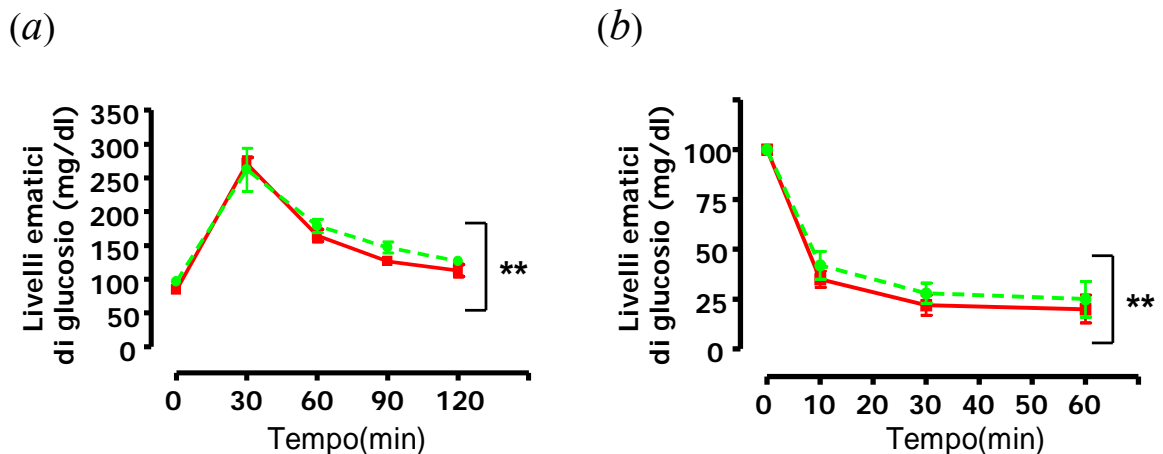 (a)
Livelli ematici
di glucosio (mg/dl)
350
300
250
200
150
100
50
0
**
0 30 60 90 120
Tempo(min)
(b)
Livelli ematici
di glucosio (mg/dl)
100
75
50
25
0
**
0 10 20 30 40 50 60
Tempo(min)